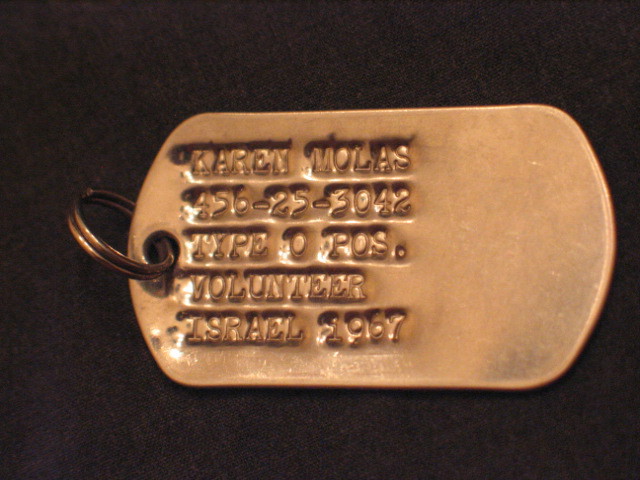 KAREN MOLAS
456-25-3042
TYPE O POS.
VOLUNTEER
ISRAEL 1967